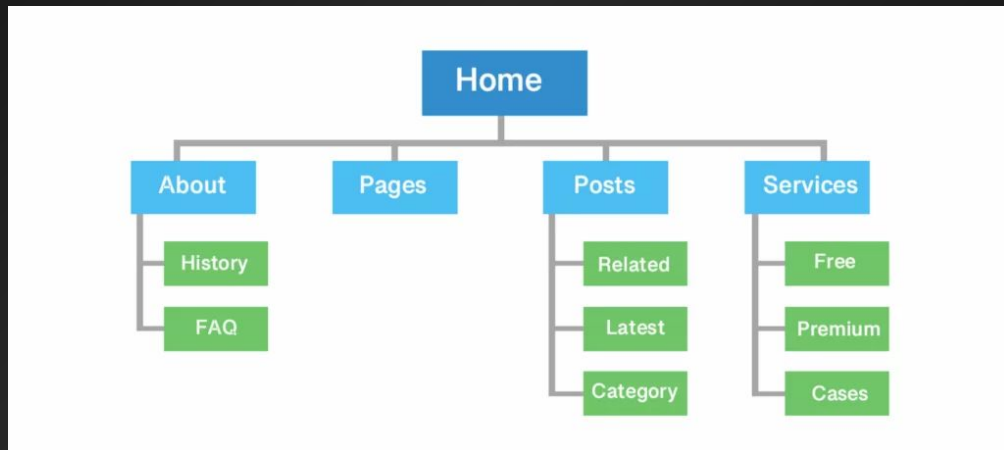 Home
About
Pages
Posts
Services
History
FAQ
Related
Latest
Category
Free
Premium
Cases